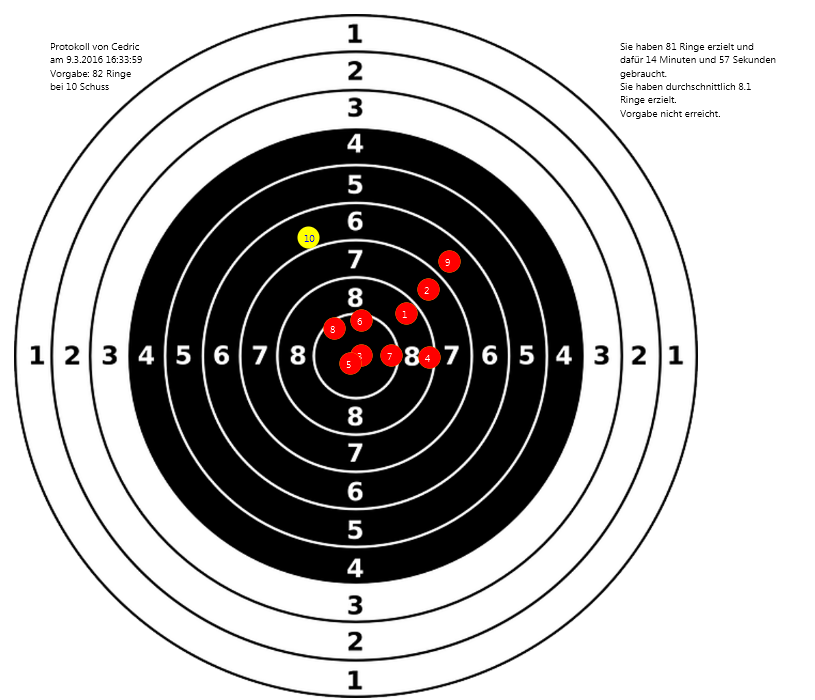 Protokoll von Cedric
am 9.3.2016 16:33:59
Vorgabe: 82 Ringe
bei 10 Schuss
Sie haben 81 Ringe erzielt und
dafür 14 Minuten und 57 Sekunden
gebraucht.
Sie haben durchschnittlich 8.1
Ringe erzielt.
Vorgabe nicht erreicht.
1
2
3
4
5
6
10
7
9
2
8
1
6
8
1 2 3 4 5 6 7 8 3 7 8 4 7 6 5 4 3 2 1
5
8
7
6
5
4
3
2
1